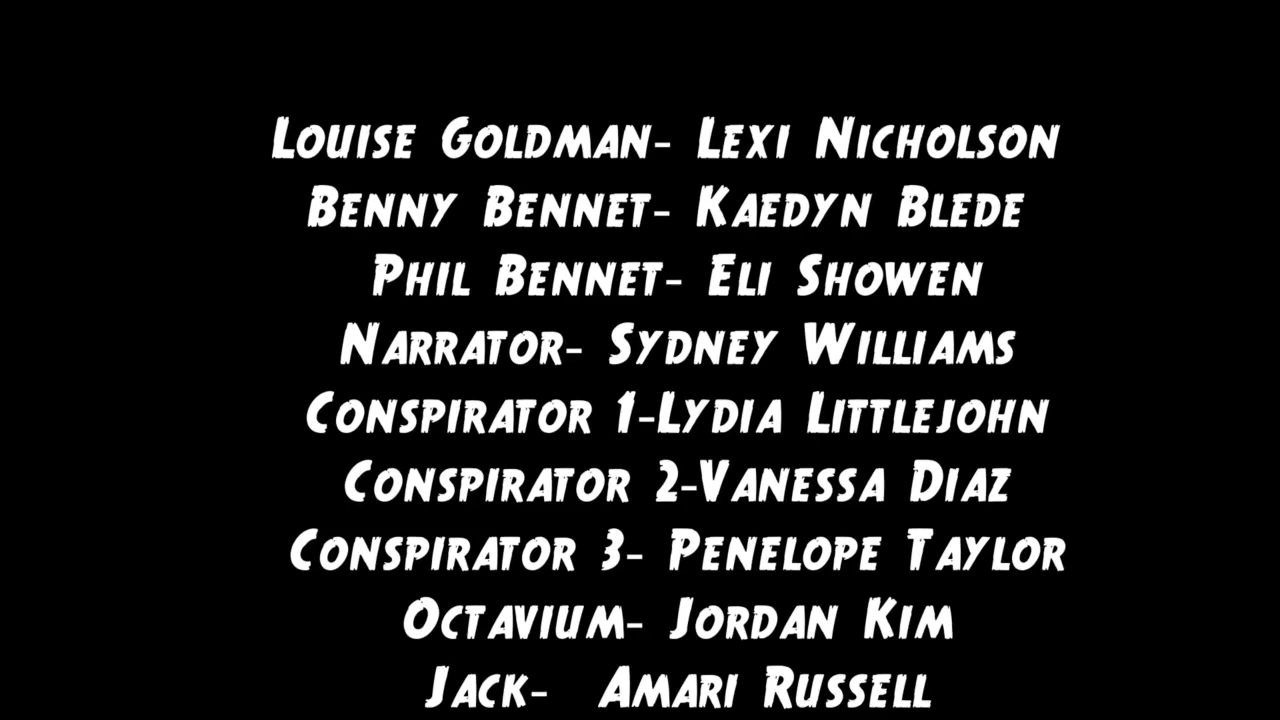 Louise Goldman- Lexi Nicholson
Benny Bennet- Kaedyn Blede
Phil Bennet- Eli Showen
Narrator- Sydney Williams
Conspirator 1-Lydia Littlejohn
Conspirator 2-Vanessa Diaz
Conspirator 3- Penelope Taylor
Octavium- Jordan Kim
Jack-  Amari Russell